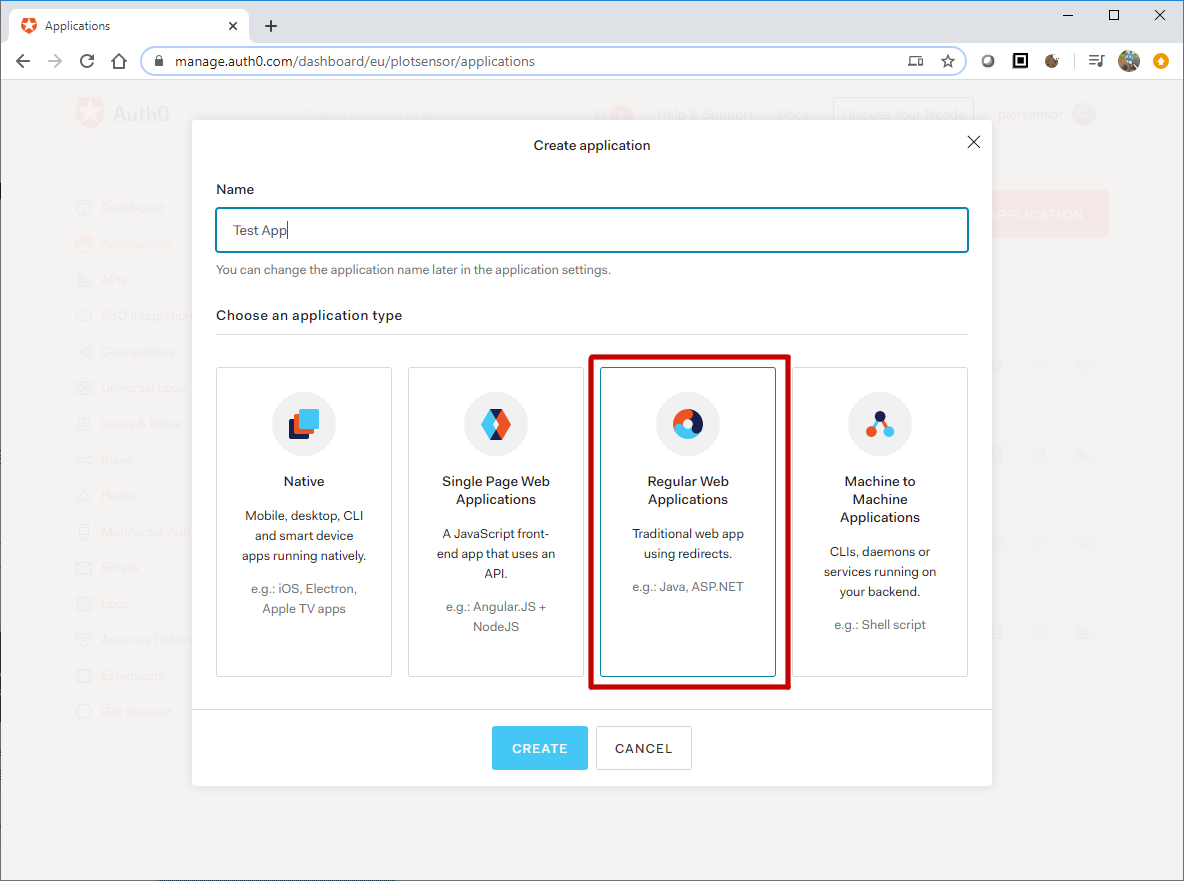 Applications
manage.auth0.com/dashboard/eu/plotsensor/applications
Auth0
Help & Support
Docs
Discuss Your Needs
plotsensor
Create application
Name
Test App
You can change the application name later in the application settings.
Choose an application type
Native
Mobile, desktop, CLI
and smart device
apps running natively.
e.g.: iOS, Electron,
Apple TV apps
Single Page Web
Applications
A JavaScript front-
end app that uses an
API.
e.g.: Angular.JS +
NodeJS
Regular Web
Applications
Traditional web app
using redirects.
e.g.: Java, ASP.NET
Machine to
Machine
Applications
CLIs, daemons or
services running on
your backend.
e.g.: Shell script
CREATE
CANCEL
APPLICATION
Dashboard
Applications
APIs
SSO Integration
Connections
Universal Login
Users & Roles
Rules
Hooks
Multifactor Auth
Emails
Logs
Anomaly Detect
Extensions
Get Support